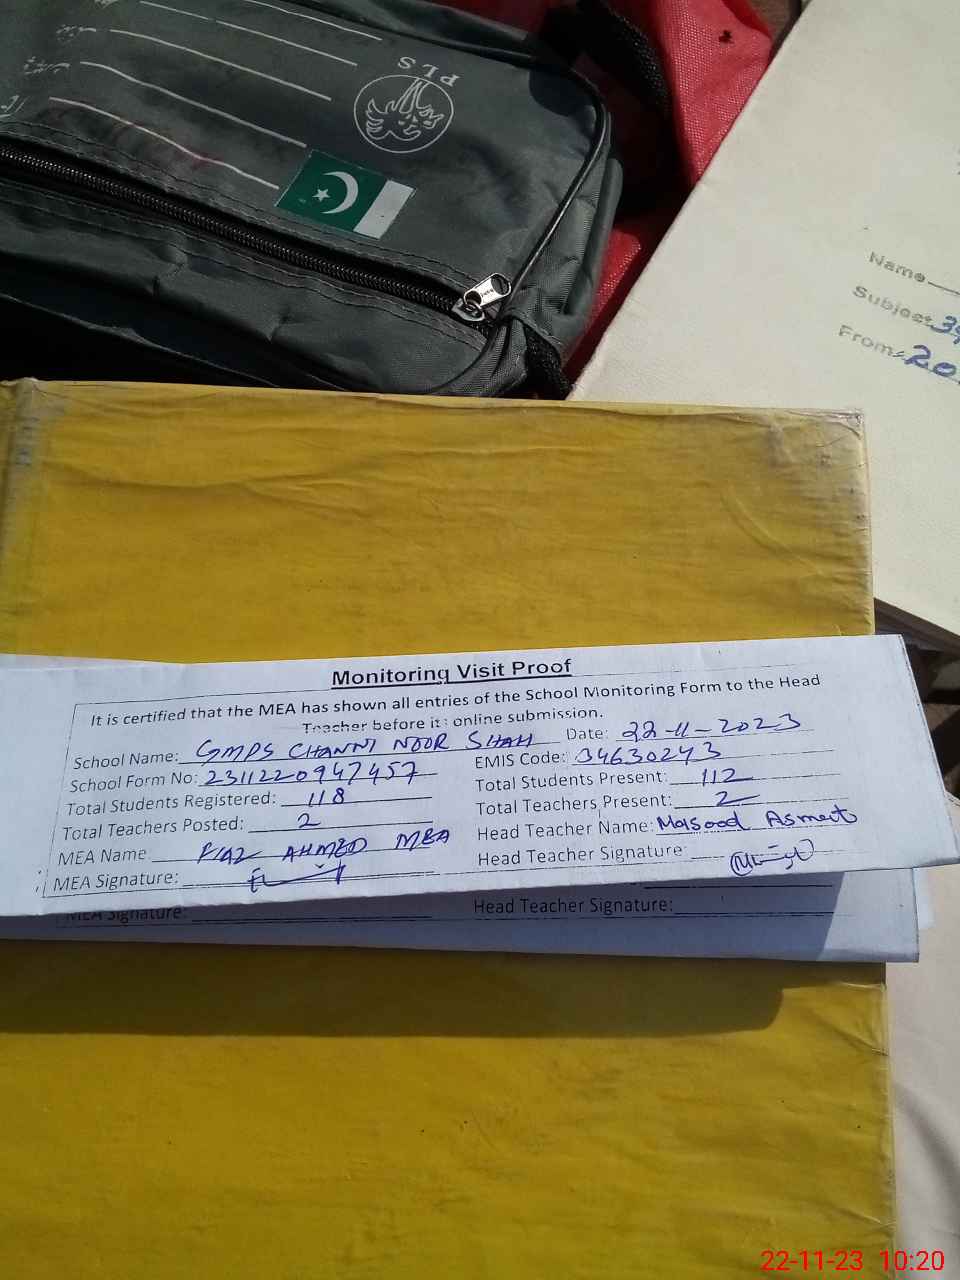 PLS
Name
Subject
From: 20
Monitoring Visit Proof
It is certified that the MEA has shown all entries of the School Monitoring Form to the Head
Teacher before it's online submission.
School Name: GMPS CHANNI NOOR SHAH Date: 22-11-2023
School Form No: 2311220947457 EMIS Code: 34630243
Total Students Registered: 118 Total Students Present: 112
Total Teachers Posted: 2 Total Teachers Present: 2
MEA Name AHMED MEA Head Teacher Name: Masood Asmat
MEA Signature: Head Teacher Signature:
MEA Signature: Head Teacher Signature:
22-11-23 10:20